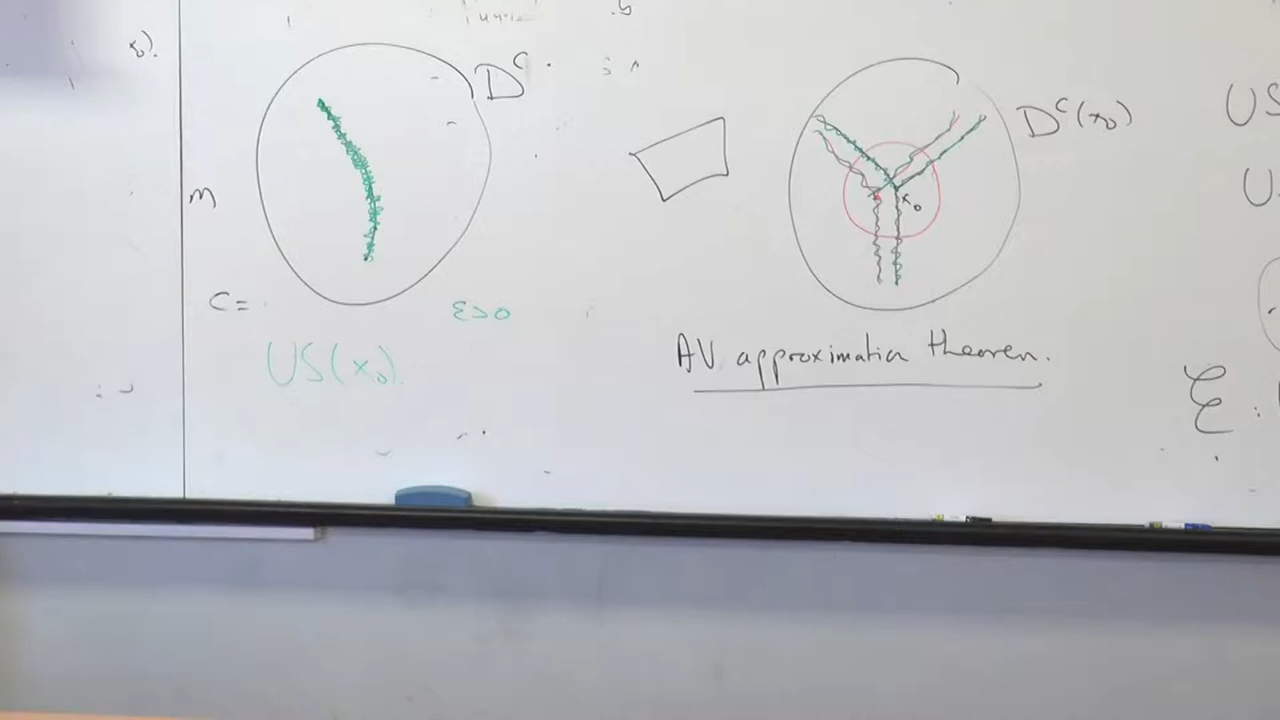 D^c
m
C =
ε>0
US(x₀).
D^c(x₀)
x₀
AV approximation theorem.
US
U